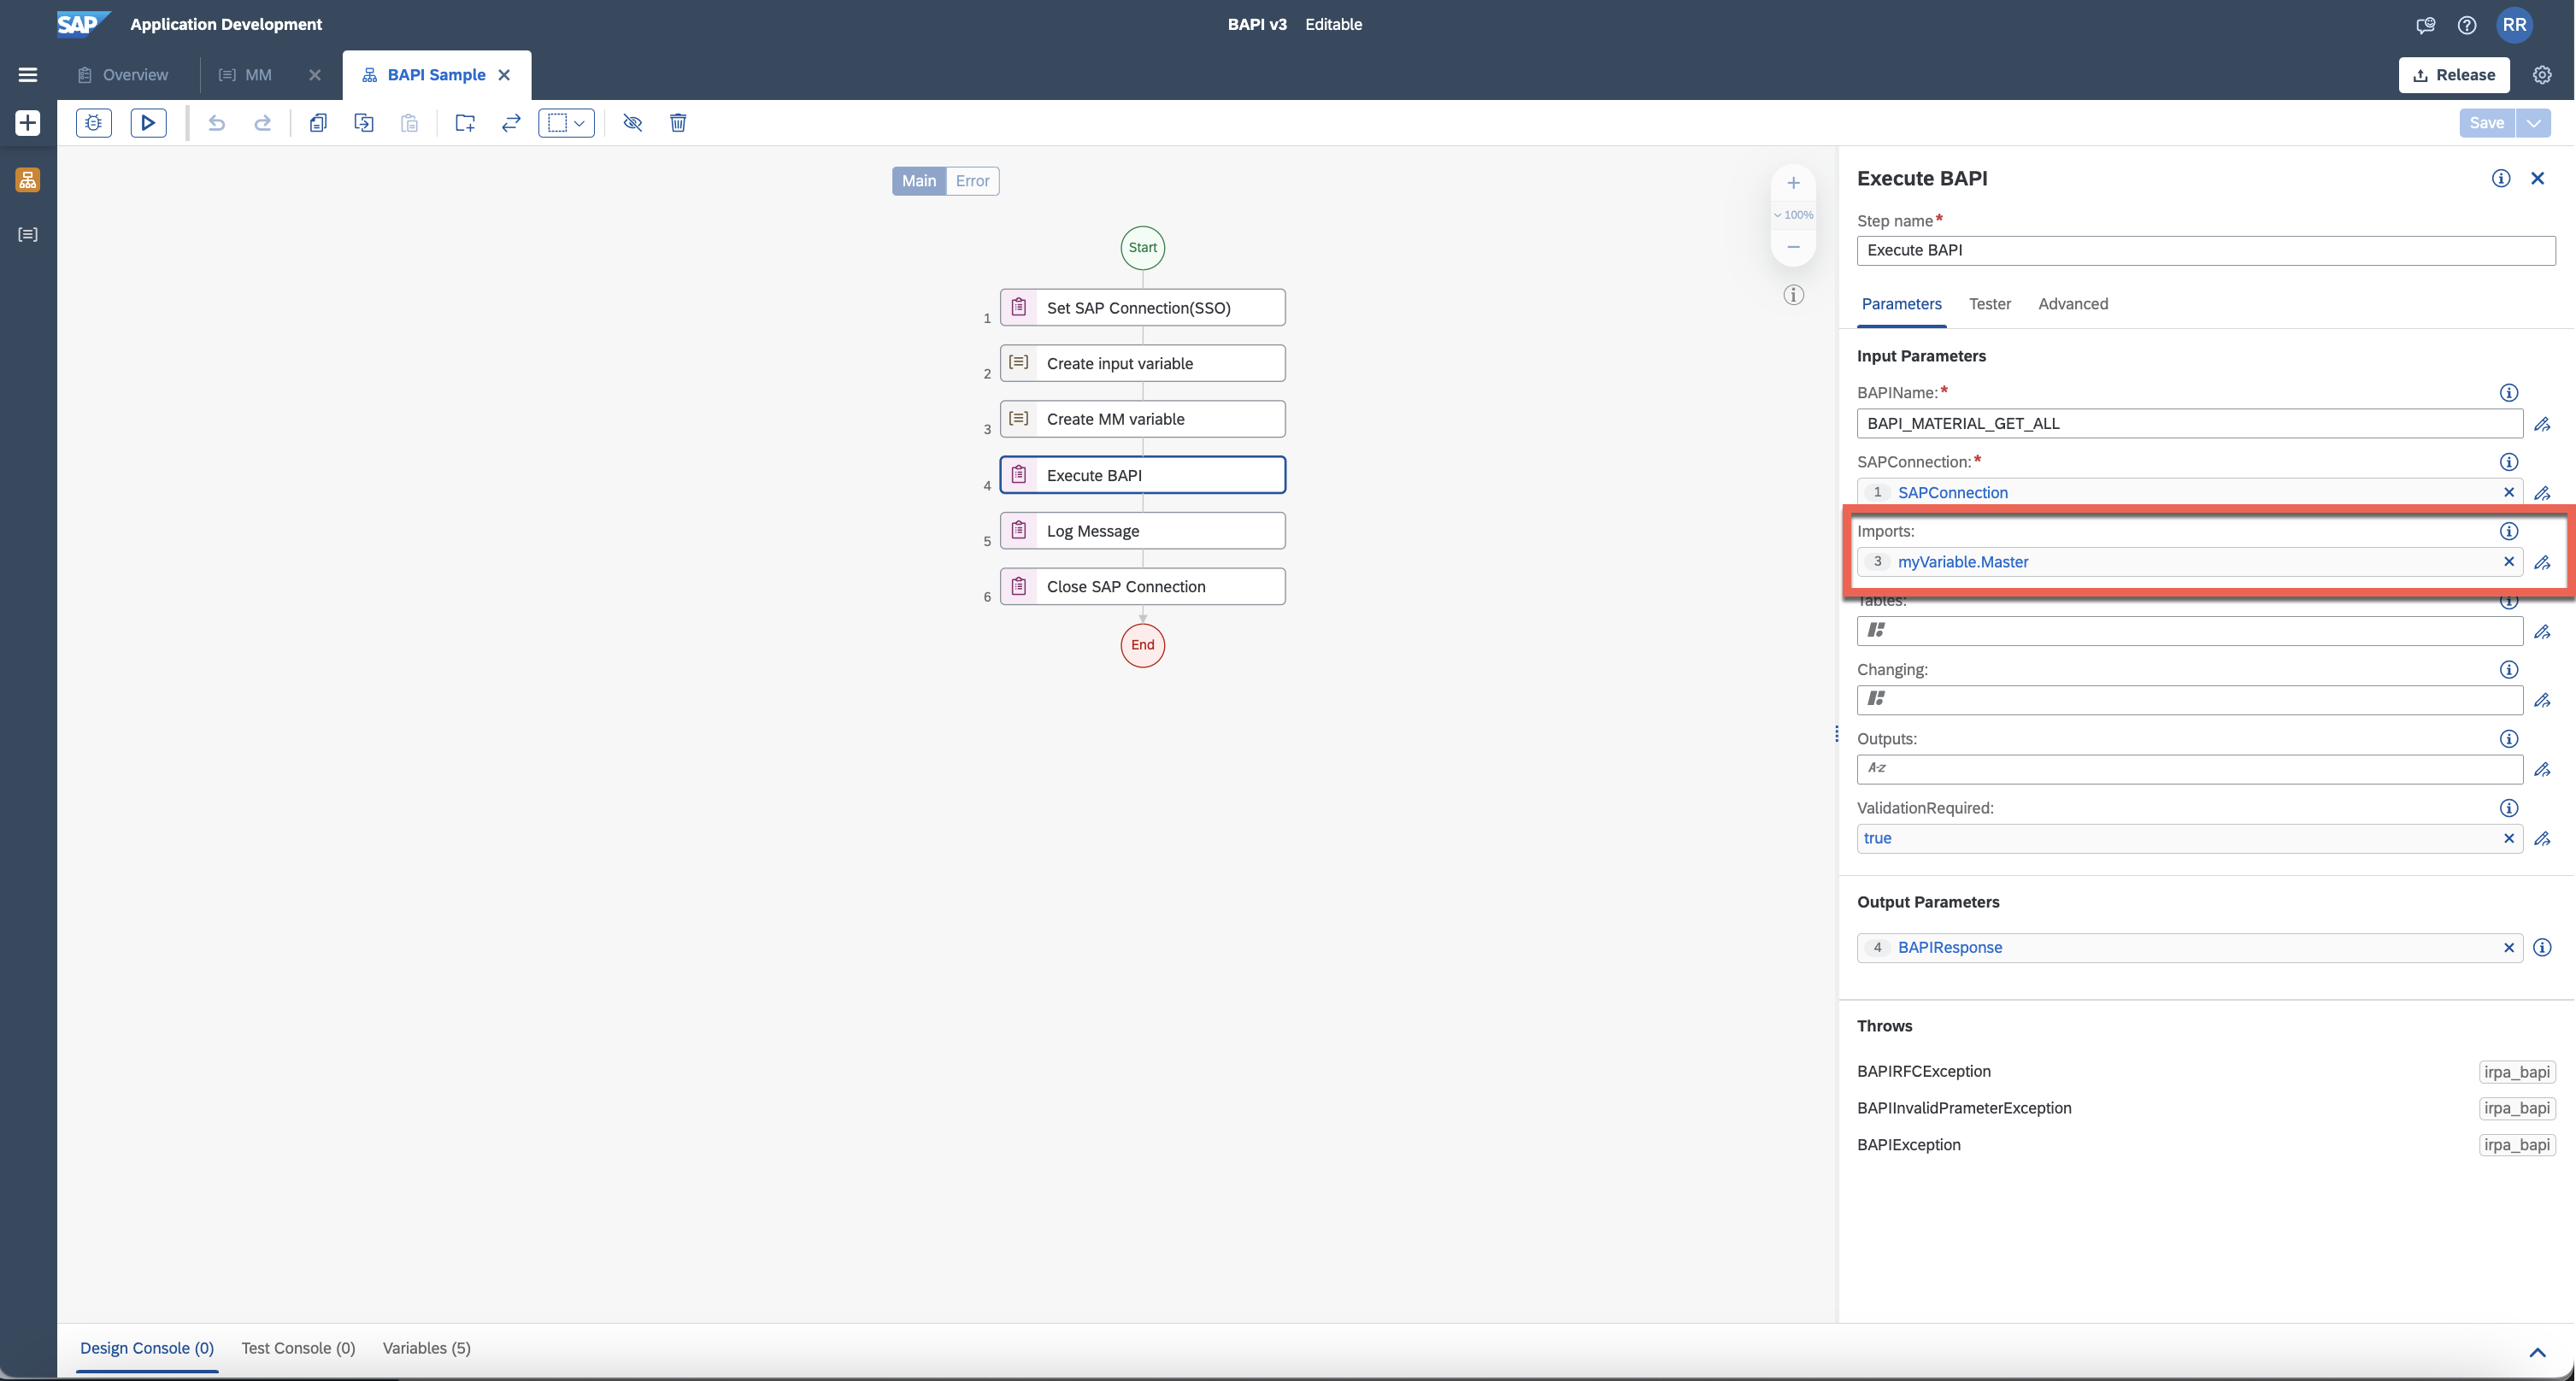 SAP Application Development
BAPI v3 Editable
RR
Overview
MM
BAPI Sample
Release
Save
Main Error
100%
Start
1 Set SAP Connection(SSO)
2 Create input variable
3 Create MM variable
4 Execute BAPI
5 Log Message
6 Close SAP Connection
End
Execute BAPI
Step name*
Execute BAPI
Parameters Tester Advanced
Input Parameters
BAPIName:*
BAPI_MATERIAL_GET_ALL
SAPConnection:*
1 SAPConnection
Imports:
3 myVariable.Master
Tables:
Changing:
Outputs:
A-z
ValidationRequired:
true
Output Parameters
4 BAPIResponse
Throws
BAPIRFCException irpa_bapi
BAPIInvalidPrameterException irpa_bapi
BAPIException irpa_bapi
Design Console (0) Test Console (0) Variables (5)